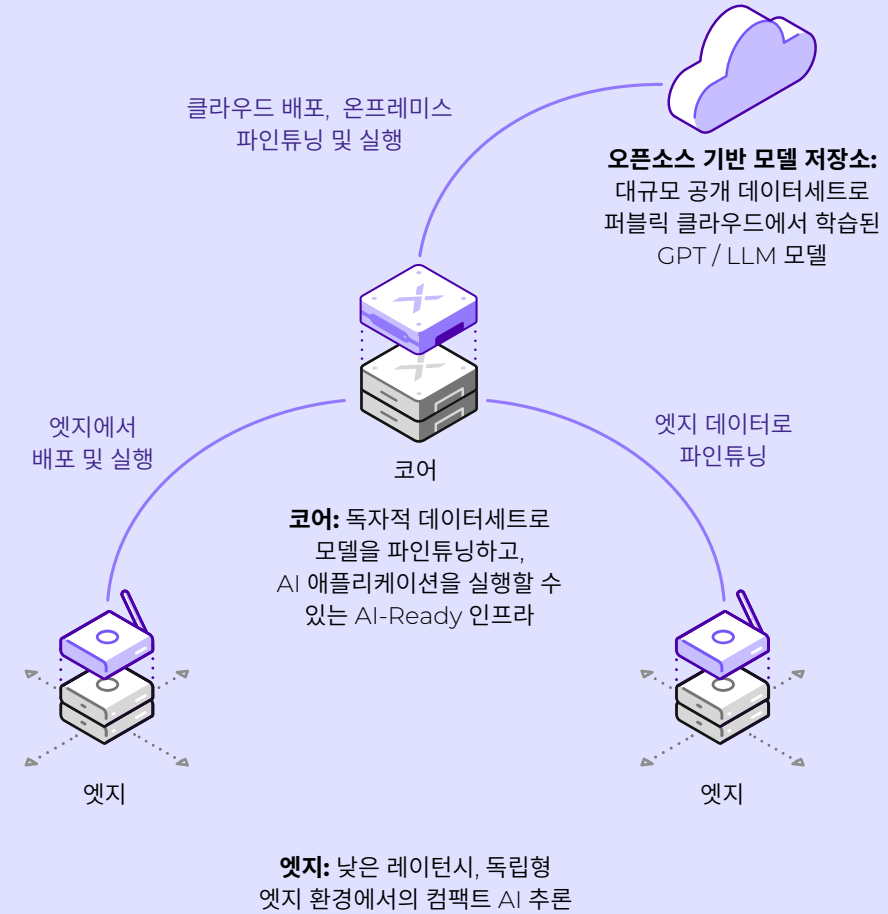 클라우드 배포, 온프레미스
파인튜닝 및 실행
오픈소스 기반 모델 저장소:
대규모 공개 데이터세트로
퍼블릭 클라우드에서 학습된
GPT / LLM 모델
엣지에서
배포 및 실행
엣지 데이터로
파인튜닝
코어
코어: 독자적 데이터세트로
모델을 파인튜닝하고,
AI 애플리케이션을 실행할 수
있는 AI-Ready 인프라
엣지
엣지
엣지: 낮은 레이턴시, 독립형
엣지 환경에서의 컴팩트 AI 추론